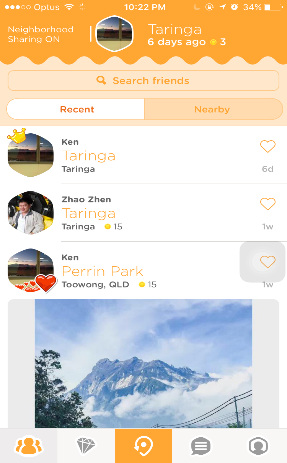 Optus 10:22 PM 34%
Neighborhood
Sharing ON
Taringa
6 days ago 3
Search friends
Recent Nearby
Ken
Taringa
Taringa 6d
Zhao Zhen
Taringa
Taringa 15 1w
Ken
Perrin Park
Toowong, QLD 15 1w